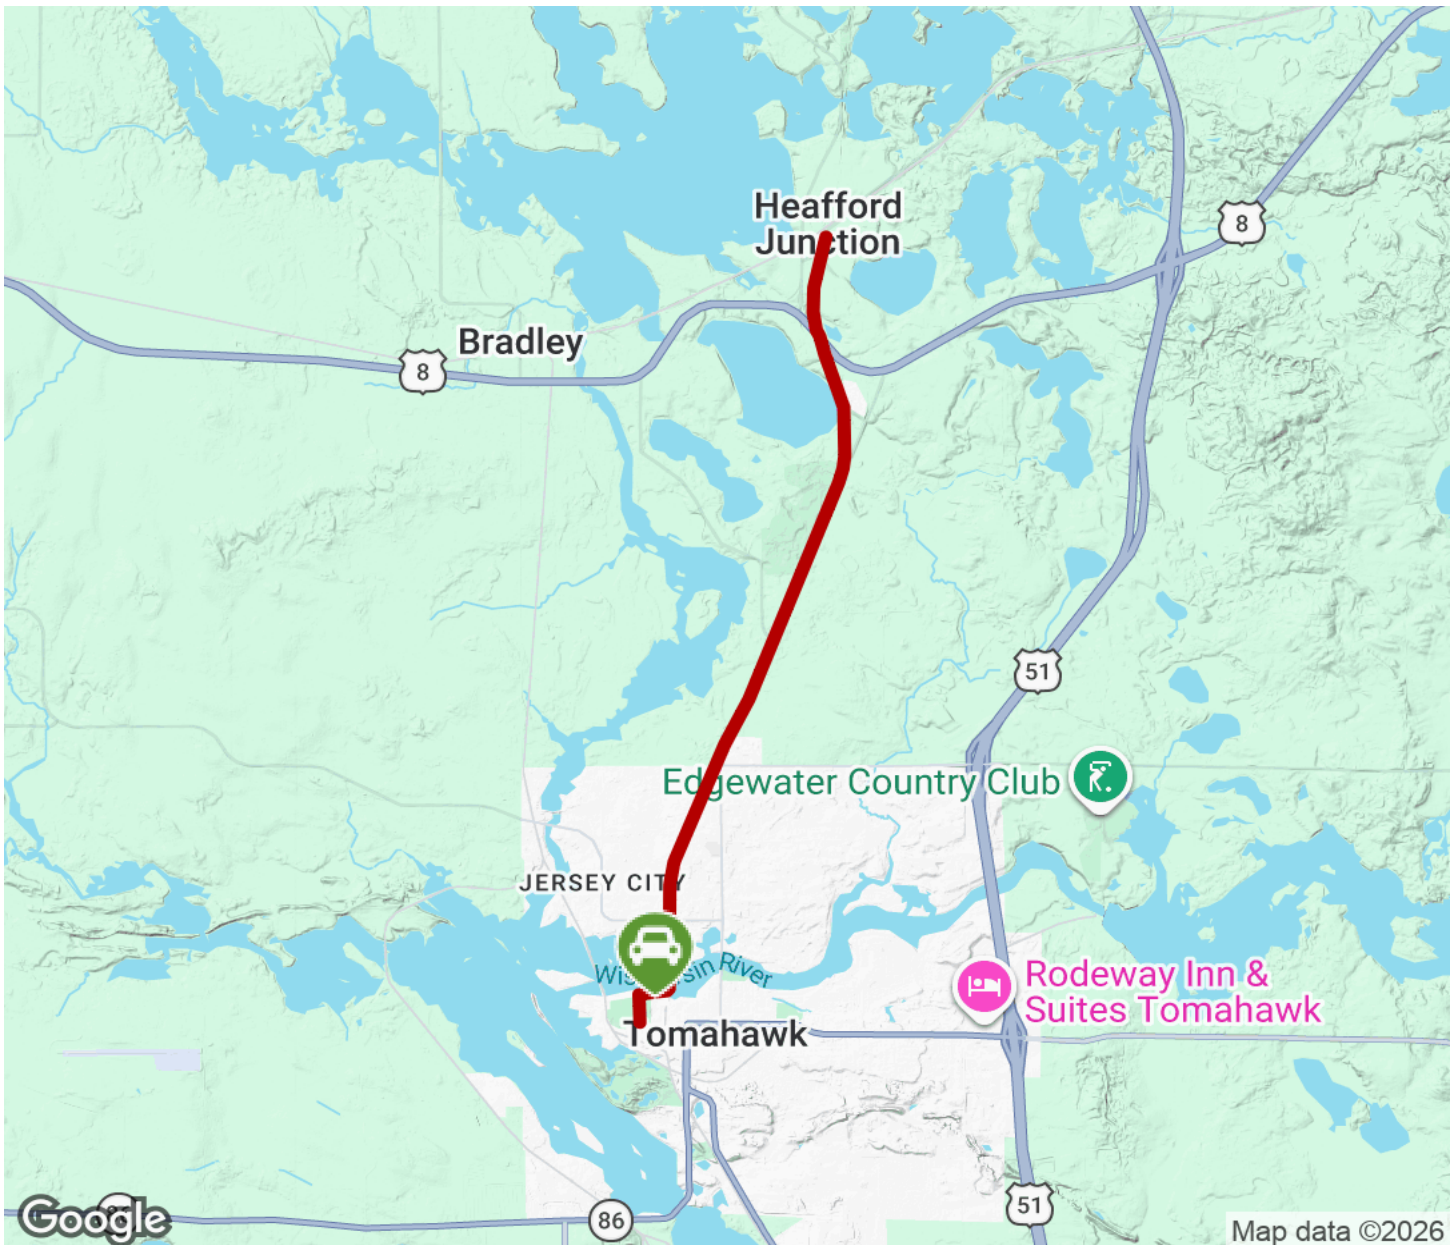 Heafford
Junction
8
Bradley
8
51
Edgewater Country Club
JERSEY CITY
Wisconsin River
Rodeway Inn &
Suites Tomahawk
Tomahawk
51
86
Google
Map data ©2026